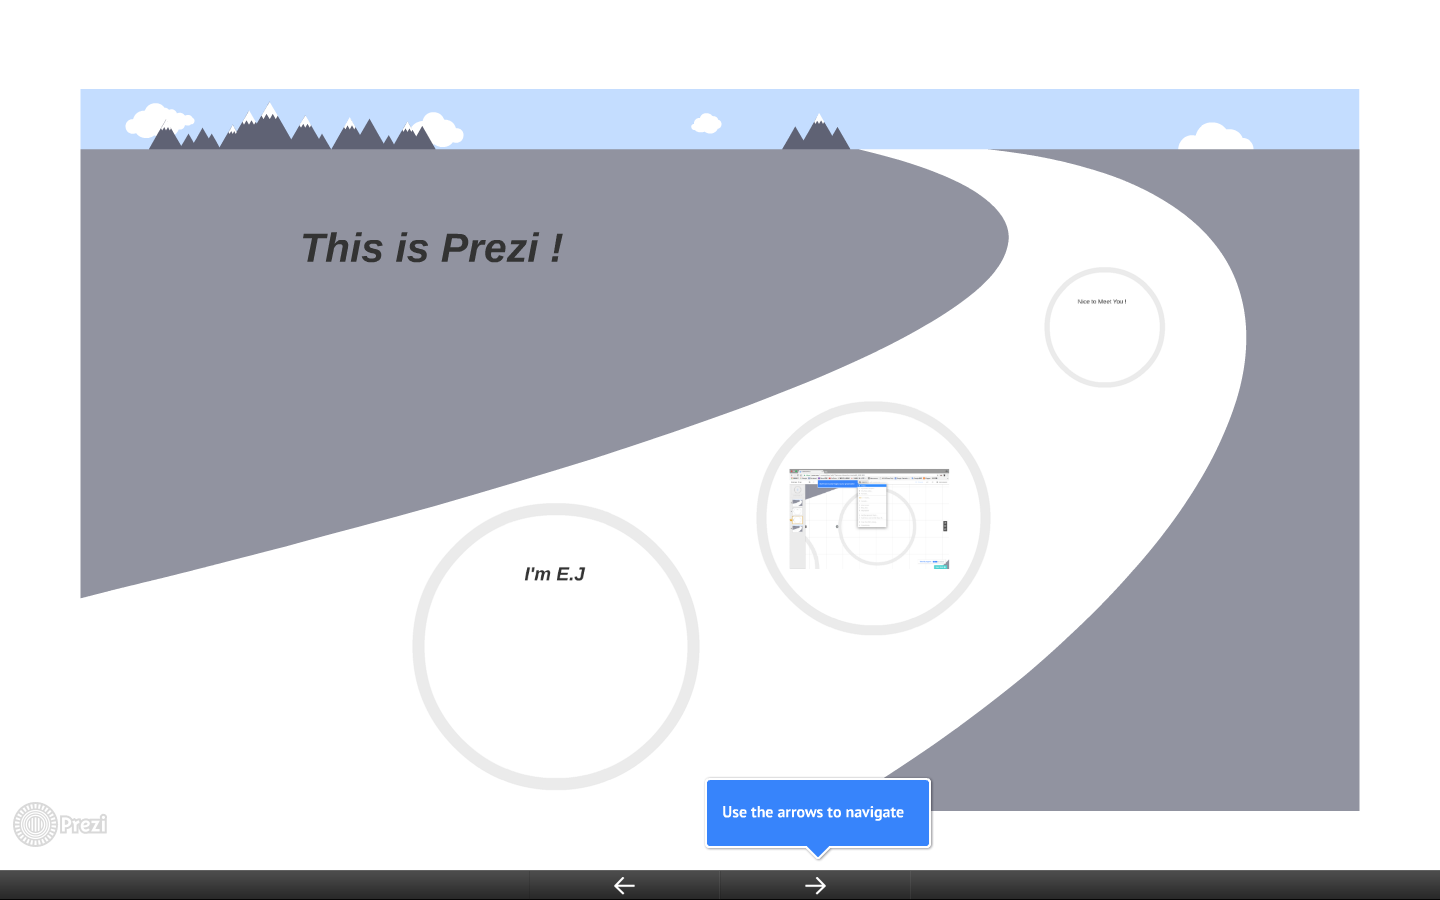 This is Prezi !
Nice to Meet You !
I'm E.J
Use the arrows to navigate
Prezi